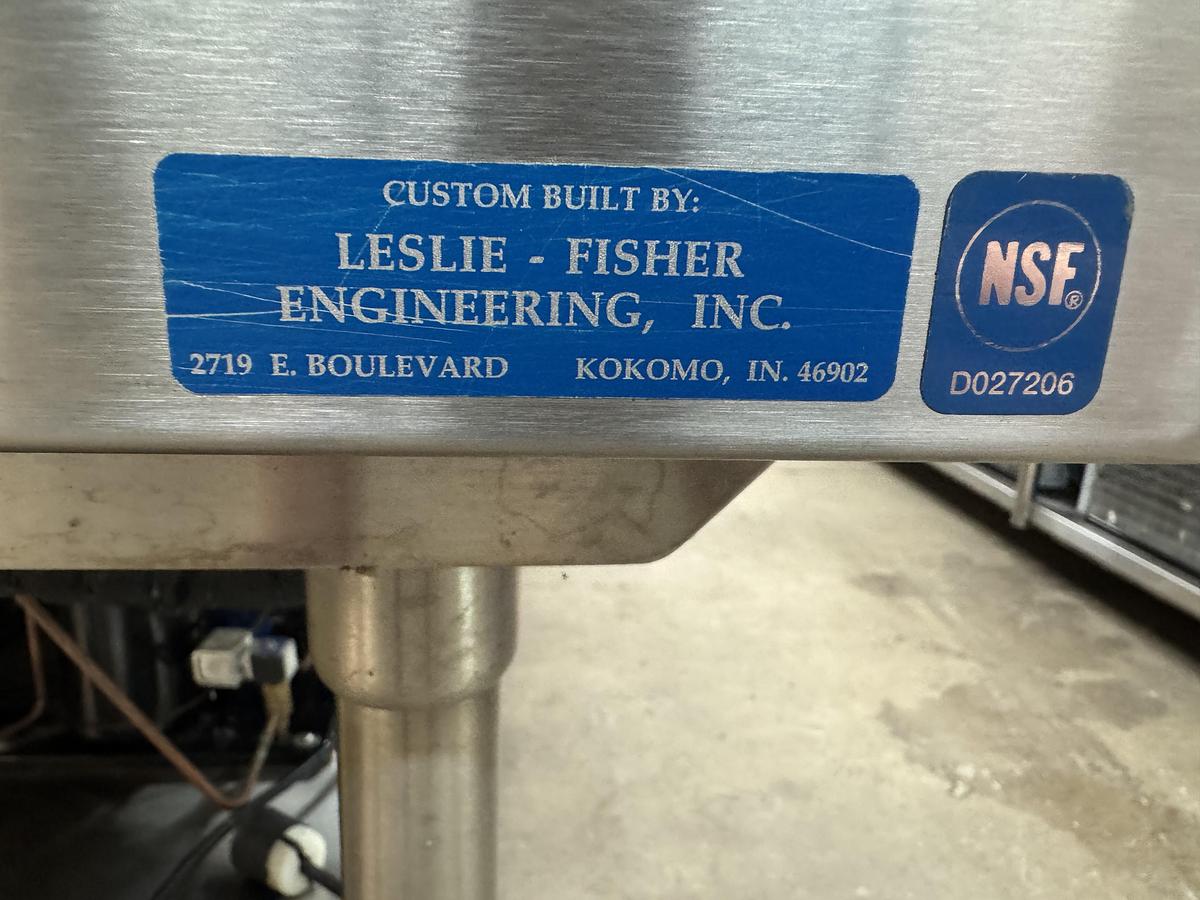 CUSTOM BUILT BY:
LESLIE - FISHER
ENGINEERING, INC.
2719 E. BOULEVARD KOKOMO, IN. 46902
NSF®
D027206